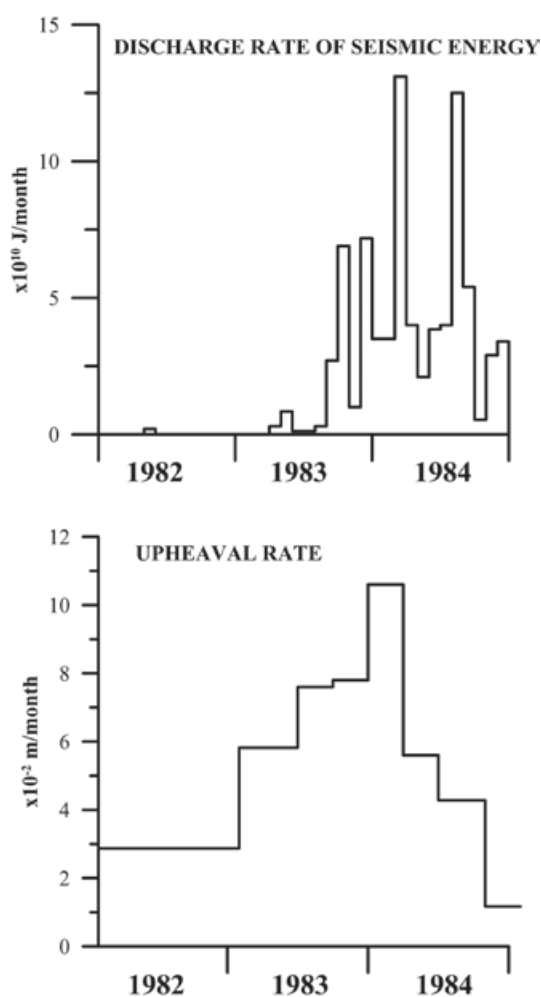 DISCHARGE RATE OF SEISMIC ENERGY
x10¹⁰ J/month
15
10
5
0
1982 1983 1984
UPHEAVAL RATE
x10⁻² m/month
12
10
8
6
4
2
0
1982 1983 1984